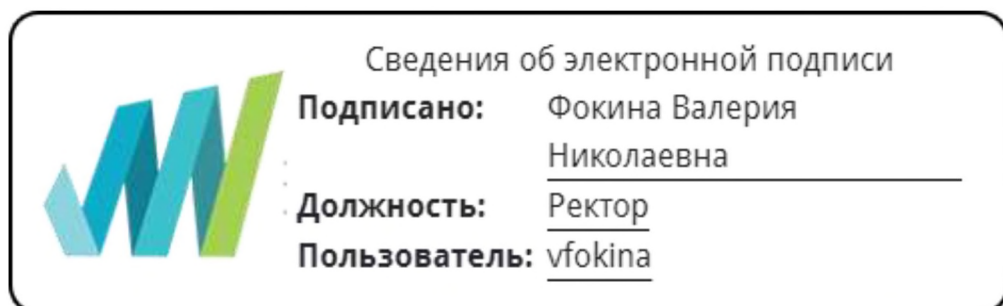 Сведения об электронной подписи
Подписано: Фокина Валерия
Николаевна
Должность: Ректор
Пользователь: vfokina